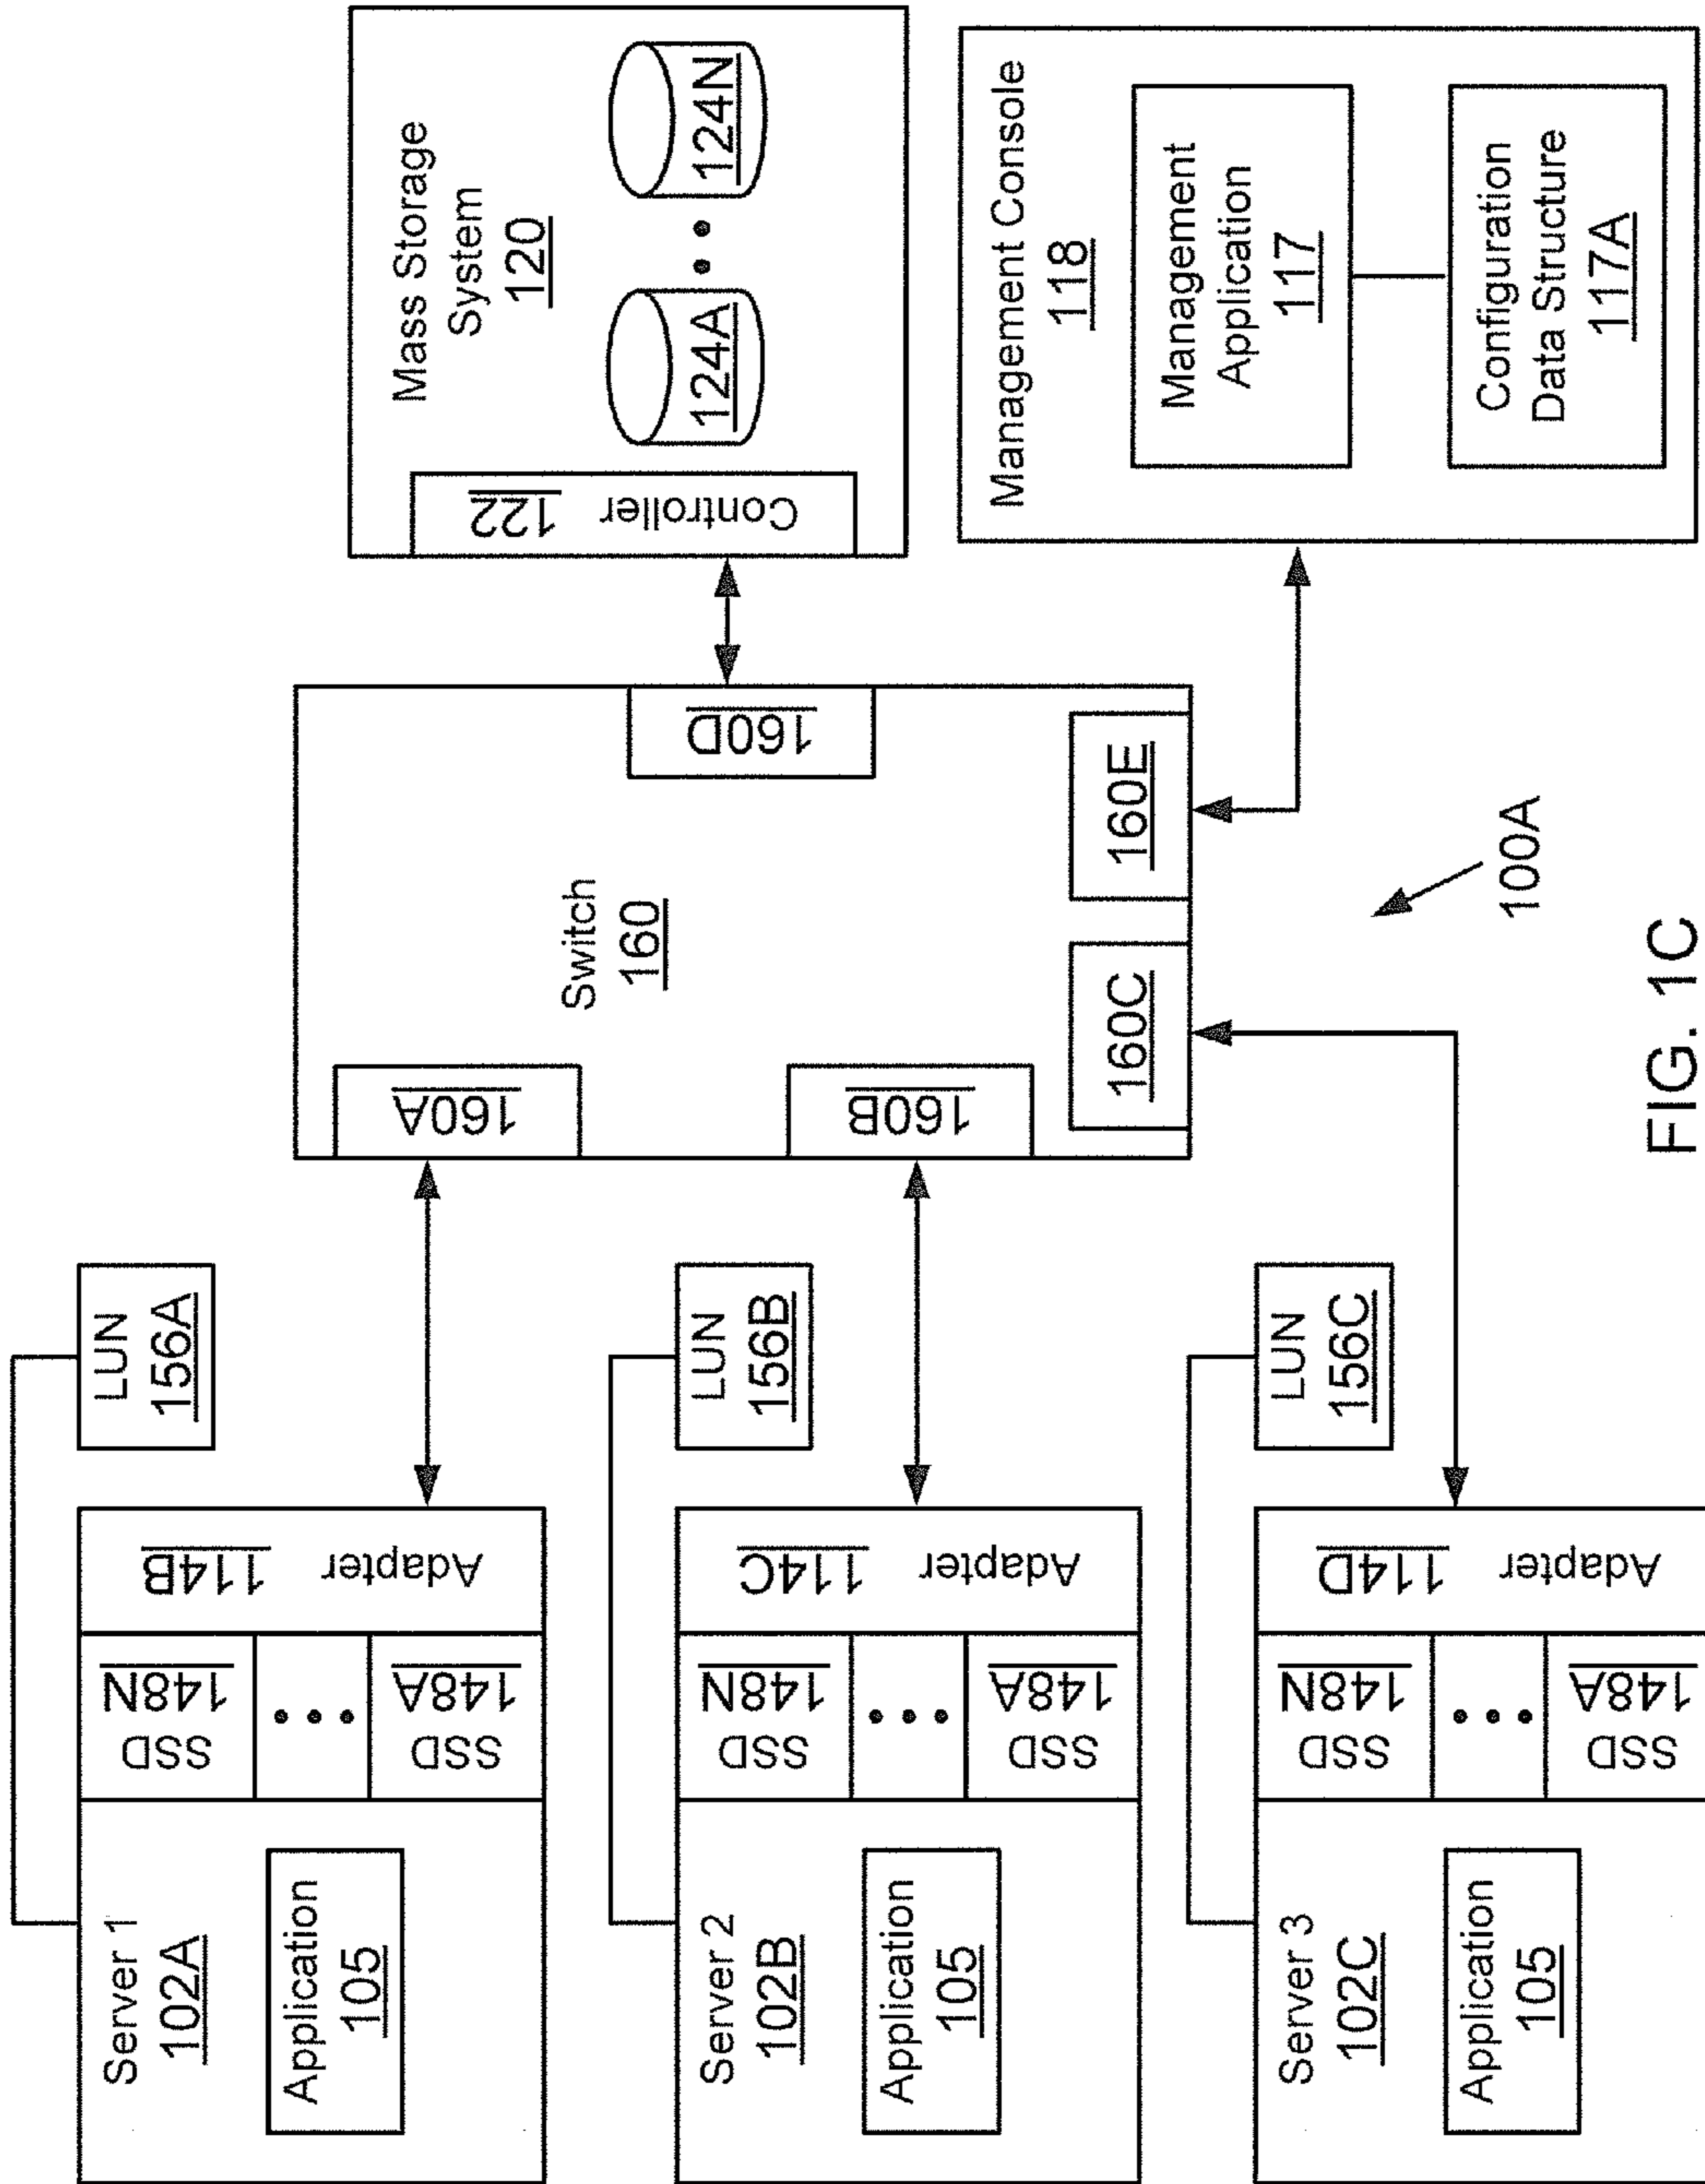 Server 1
102A
Application
105
SSD
148N
SSD
148A
Adapter 114B
LUN
156A
Server 2
102B
Application
105
SSD
148N
SSD
148A
Adapter 114C
LUN
156B
Server 3
102C
Application
105
SSD
148N
SSD
148A
Adapter 114D
LUN
156C
Switch
160
160A
160B
160C
160D
160E
Mass Storage
System
120
Controller 122
124A
124N
Management Console
118
Management
Application
117
Configuration
Data Structure
117A
100A
FIG. 1C